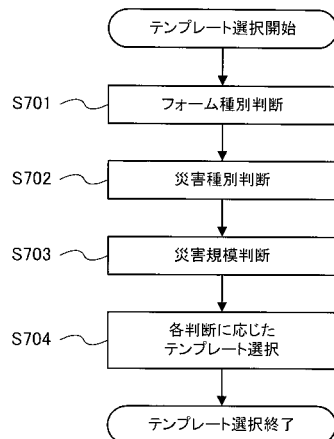 テンプレート選択開始
S701
フォーム種別判断
S702
災害種別判断
S703
災害規模判断
S704
各判断に応じた
テンプレート選択
テンプレート選択終了